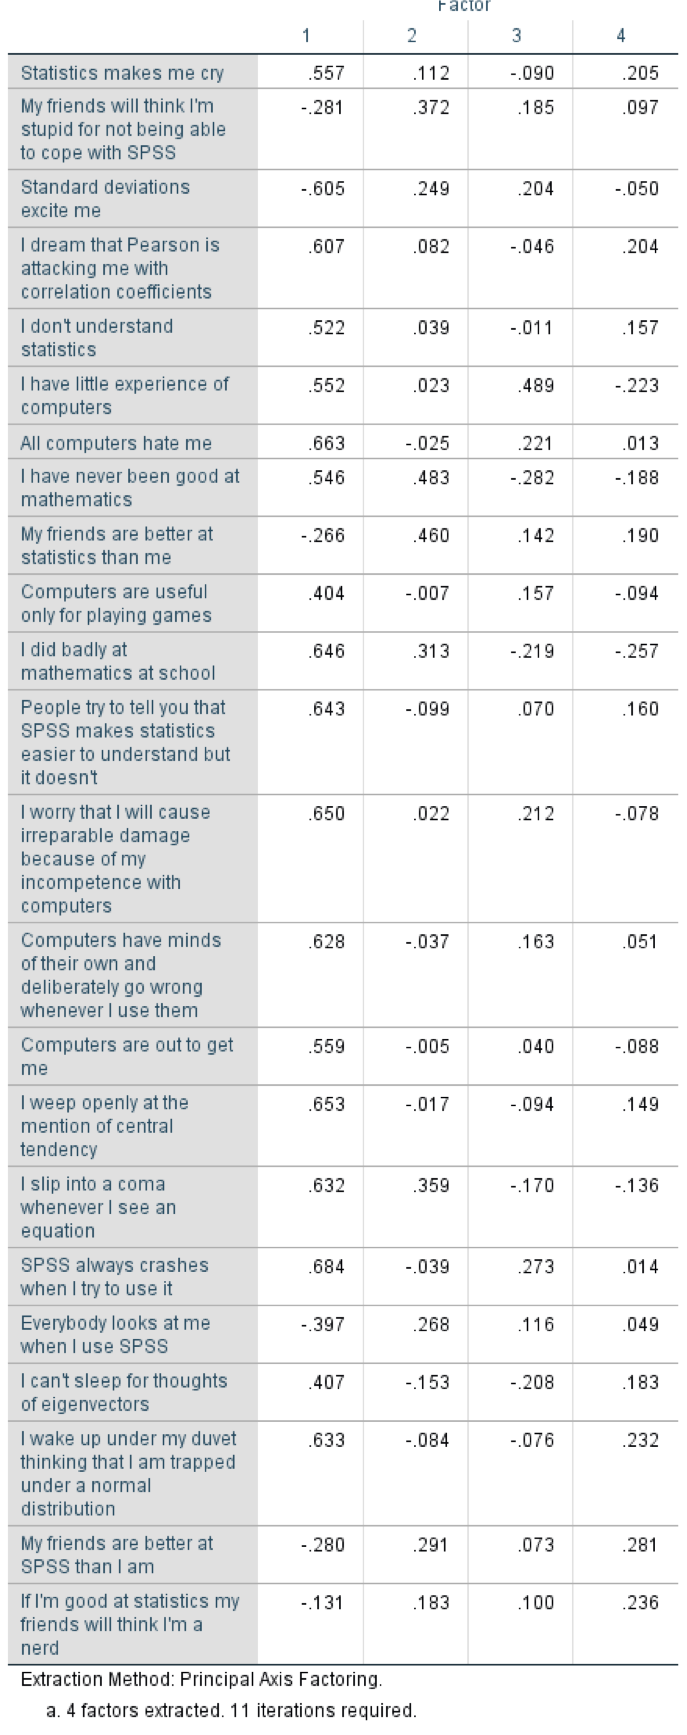 Factor
1 2 3 4
Statistics makes me cry .557 .112 -.090 .205
My friends will think I'm -.281 .372 .185 .097
stupid for not being able
to cope with SPSS
Standard deviations -.605 .249 .204 -.050
excite me
I dream that Pearson is .607 .082 -.046 .204
attacking me with
correlation coefficients
I don't understand .522 .039 -.011 .157
statistics
I have little experience of .552 .023 .489 -.223
computers
All computers hate me .663 -.025 .221 .013
I have never been good at .546 .483 -.282 -.188
mathematics
My friends are better at -.266 .460 .142 .190
statistics than me
Computers are useful .404 -.007 .157 -.094
only for playing games
I did badly at .646 .313 -.219 -.257
mathematics at school
People try to tell you that .643 -.099 .070 .160
SPSS makes statistics
easier to understand but
it doesn't
I worry that I will cause .650 .022 .212 -.078
irreparable damage
because of my
incompetence with
computers
Computers have minds .628 -.037 .163 .051
of their own and
deliberately go wrong
whenever I use them
Computers are out to get .559 -.005 .040 -.088
me
I weep openly at the .653 -.017 -.094 .149
mention of central
tendency
I slip into a coma .632 .359 -.170 -.136
whenever I see an
equation
SPSS always crashes .684 -.039 .273 .014
when I try to use it
Everybody looks at me -.397 .268 .116 .049
when I use SPSS
I can't sleep for thoughts .407 -.153 -.208 .183
of eigenvectors
I wake up under my duvet .633 -.084 -.076 .232
thinking that I am trapped
under a normal
distribution
My friends are better at -.280 .291 .073 .281
SPSS than I am
If I'm good at statistics my -.131 .183 .100 .236
friends will think I'm a
nerd
Extraction Method: Principal Axis Factoring.
a. 4 factors extracted. 11 iterations required.